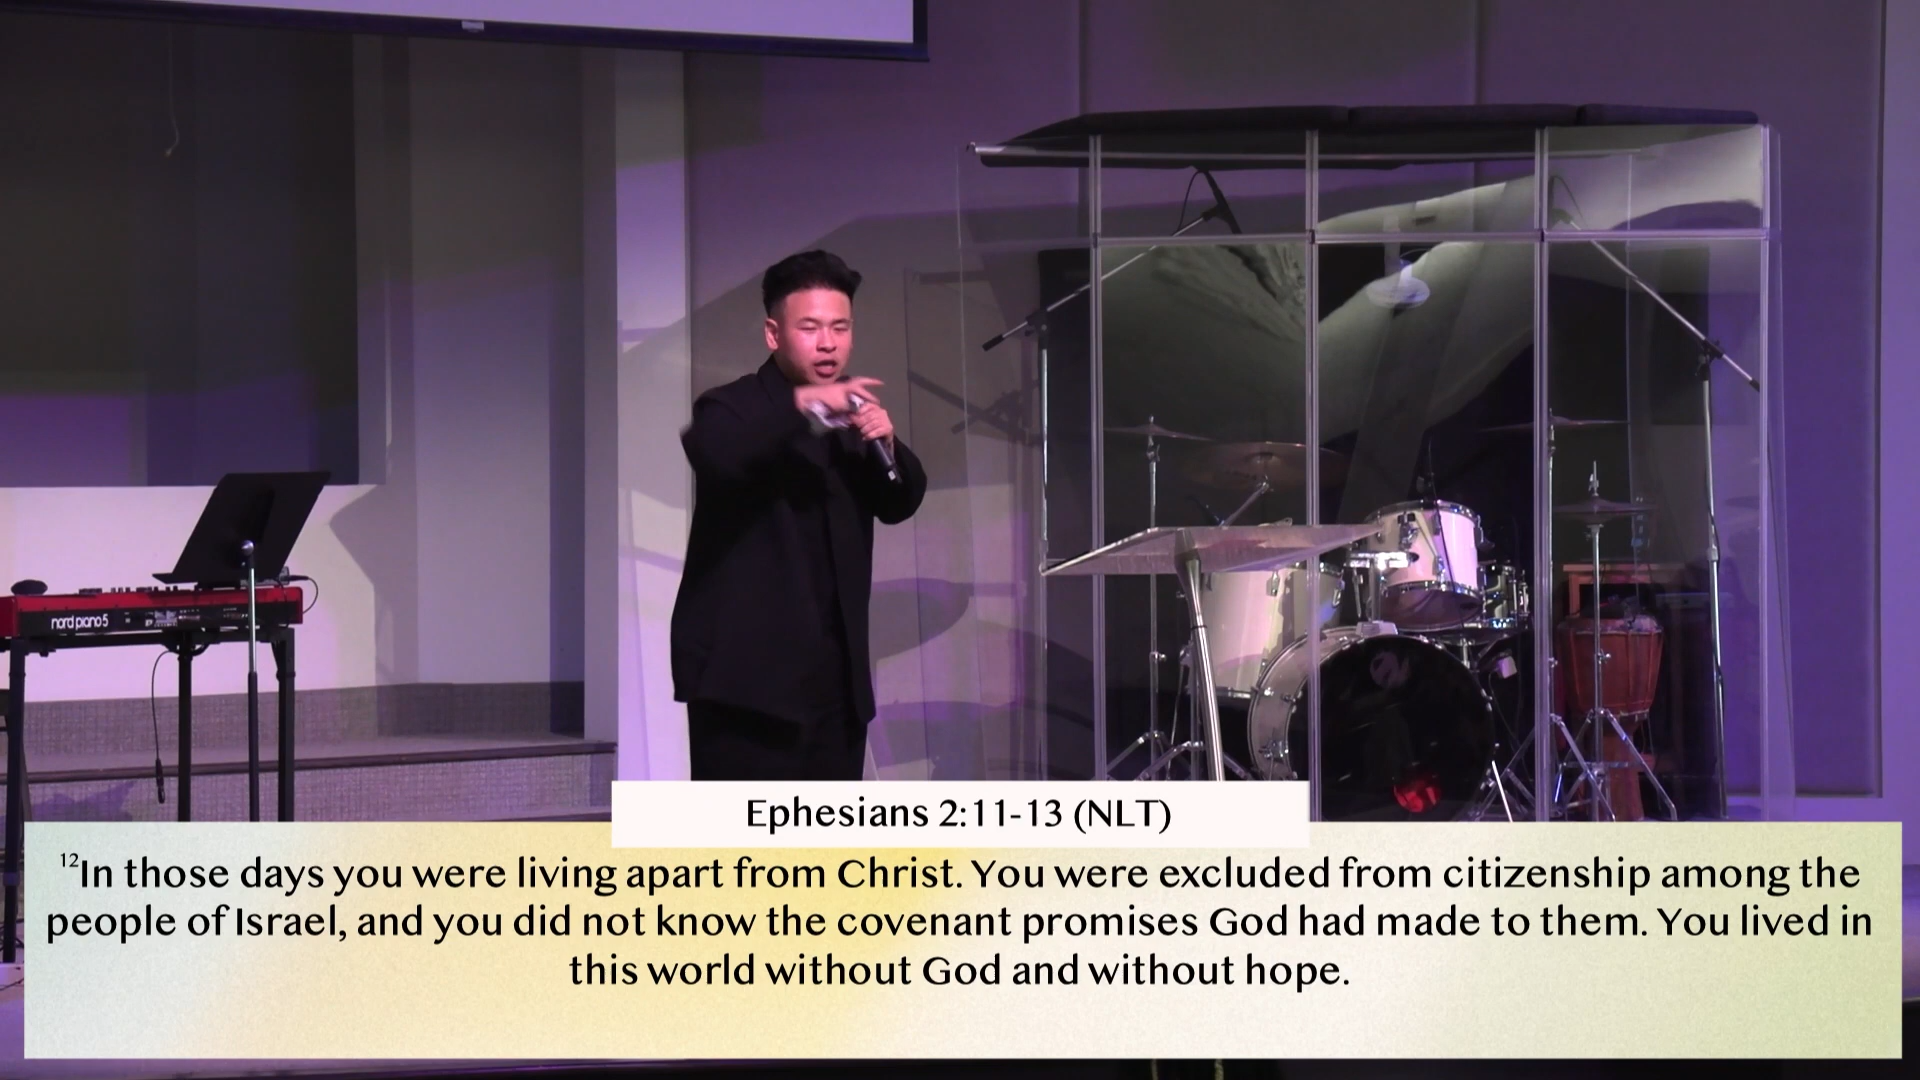 nord piano 5
Ephesians 2:11-13 (NLT)
12In those days you were living apart from Christ. You were excluded from citizenship among the
people of Israel, and you did not know the covenant promises God had made to them. You lived in
this world without God and without hope.